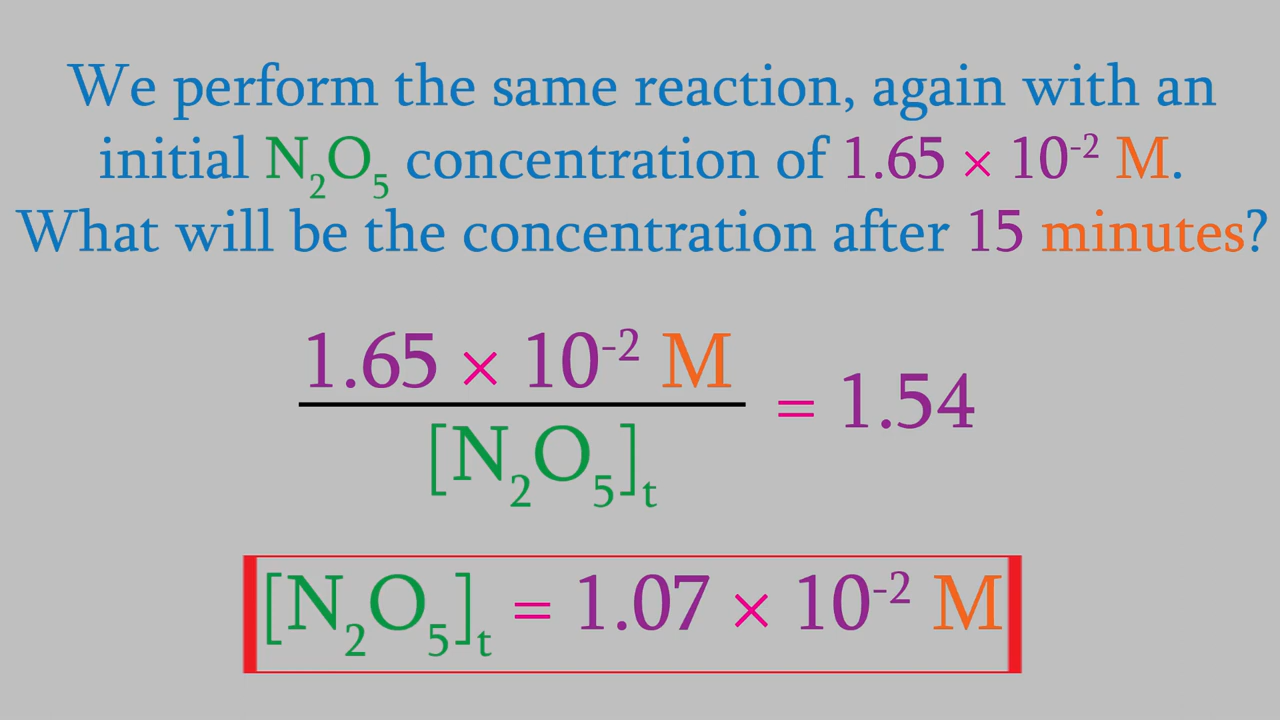 We perform the same reaction, again with an
initial N₂O₅ concentration of 1.65 × 10⁻² M.
What will be the concentration after 15 minutes?
1.65 × 10⁻² M
= 1.54
[N₂O₅]ₜ
[N₂O₅]ₜ = 1.07 × 10⁻² M